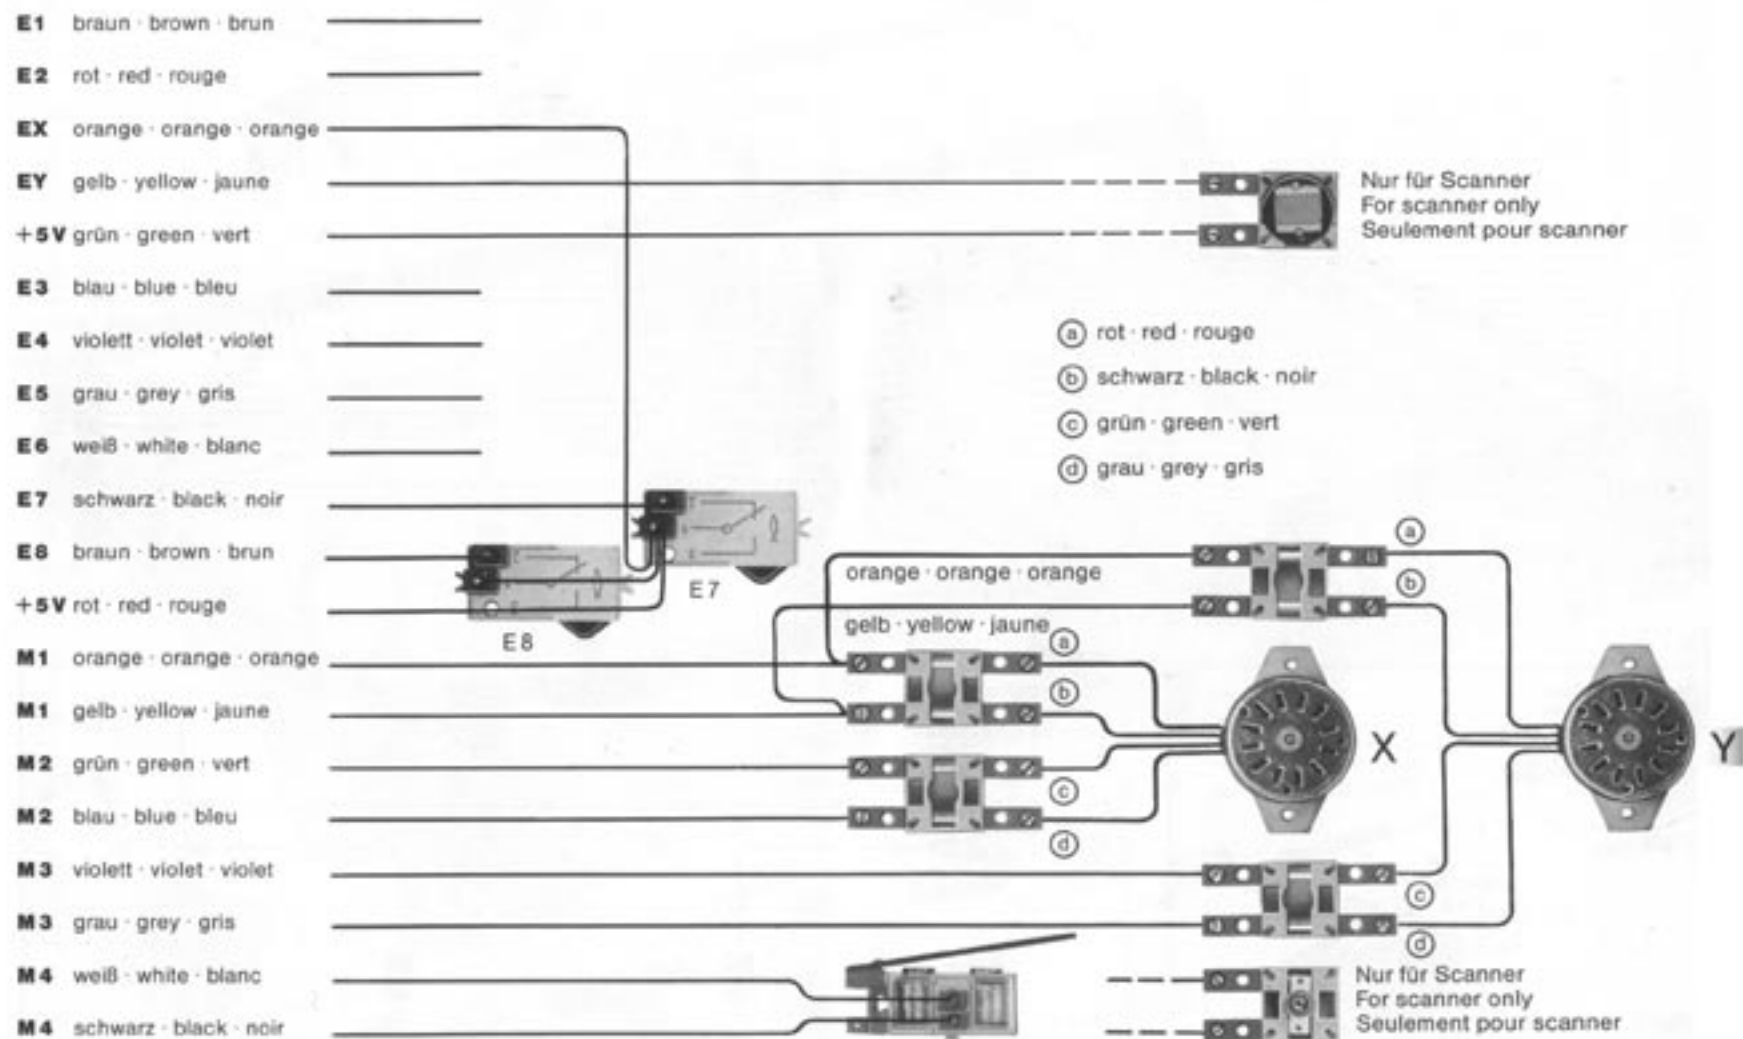 E1 braun · brown · brun
E2 rot · red · rouge
EX orange · orange · orange
EY gelb · yellow · jaune
+5V grün · green · vert
E3 blau · blue · bleu
E4 violett · violet · violet
E5 grau · grey · gris
E6 weiß · white · blanc
E7 schwarz · black · noir
E8 braun · brown · brun
+5V rot · red · rouge
M1 orange · orange · orange
M1 gelb · yellow · jaune
M2 grün · green · vert
M2 blau · blue · bleu
M3 violett · violet · violet
M3 grau · grey · gris
M4 weiß · white · blanc
M4 schwarz · black · noir
Nur für Scanner
For scanner only
Seulement pour scanner
ⓐ rot · red · rouge
ⓑ schwarz · black · noir
ⓒ grün · green · vert
ⓓ grau · grey · gris
E7
E8
orange · orange · orange
gelb · yellow · jaune
ⓐ
ⓑ
ⓐ
ⓑ
ⓒ
ⓓ
X
Y
ⓒ
ⓓ
Nur für Scanner
For scanner only
Seulement pour scanner